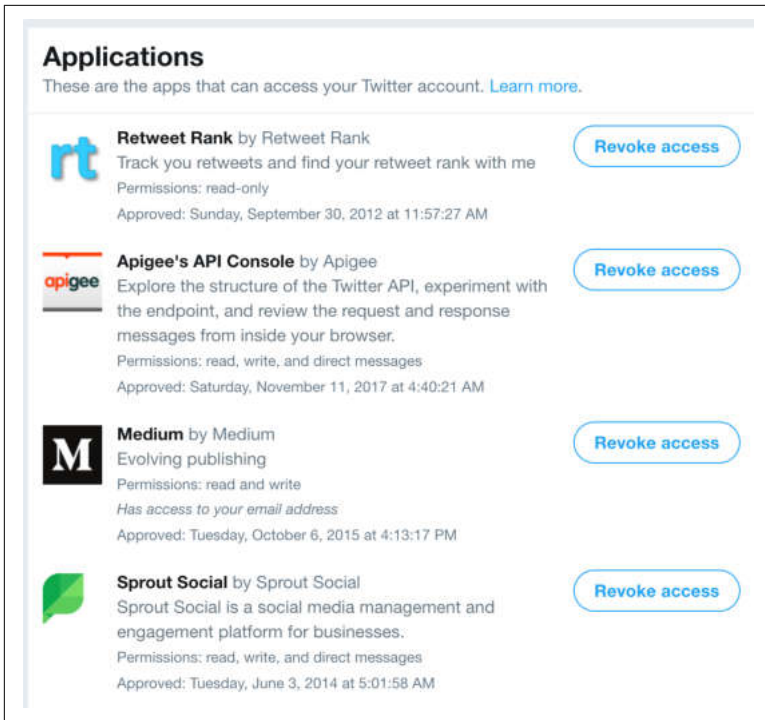 Applications
These are the apps that can access your Twitter account. Learn more.
rt
Retweet Rank by Retweet Rank
Track you retweets and find your retweet rank with me
Permissions: read-only
Approved: Sunday, September 30, 2012 at 11:57:27 AM
Revoke access
apigee
Apigee's API Console by Apigee
Explore the structure of the Twitter API, experiment with
the endpoint, and review the request and response
messages from inside your browser.
Permissions: read, write, and direct messages
Approved: Saturday, November 11, 2017 at 4:40:21 AM
Revoke access
M
Medium by Medium
Evolving publishing
Permissions: read and write
Has access to your email address
Approved: Tuesday, October 6, 2015 at 4:13:17 PM
Revoke access
Sprout Social by Sprout Social
Sprout Social is a social media management and
engagement platform for businesses.
Permissions: read, write, and direct messages
Approved: Tuesday, June 3, 2014 at 5:01:58 AM
Revoke access